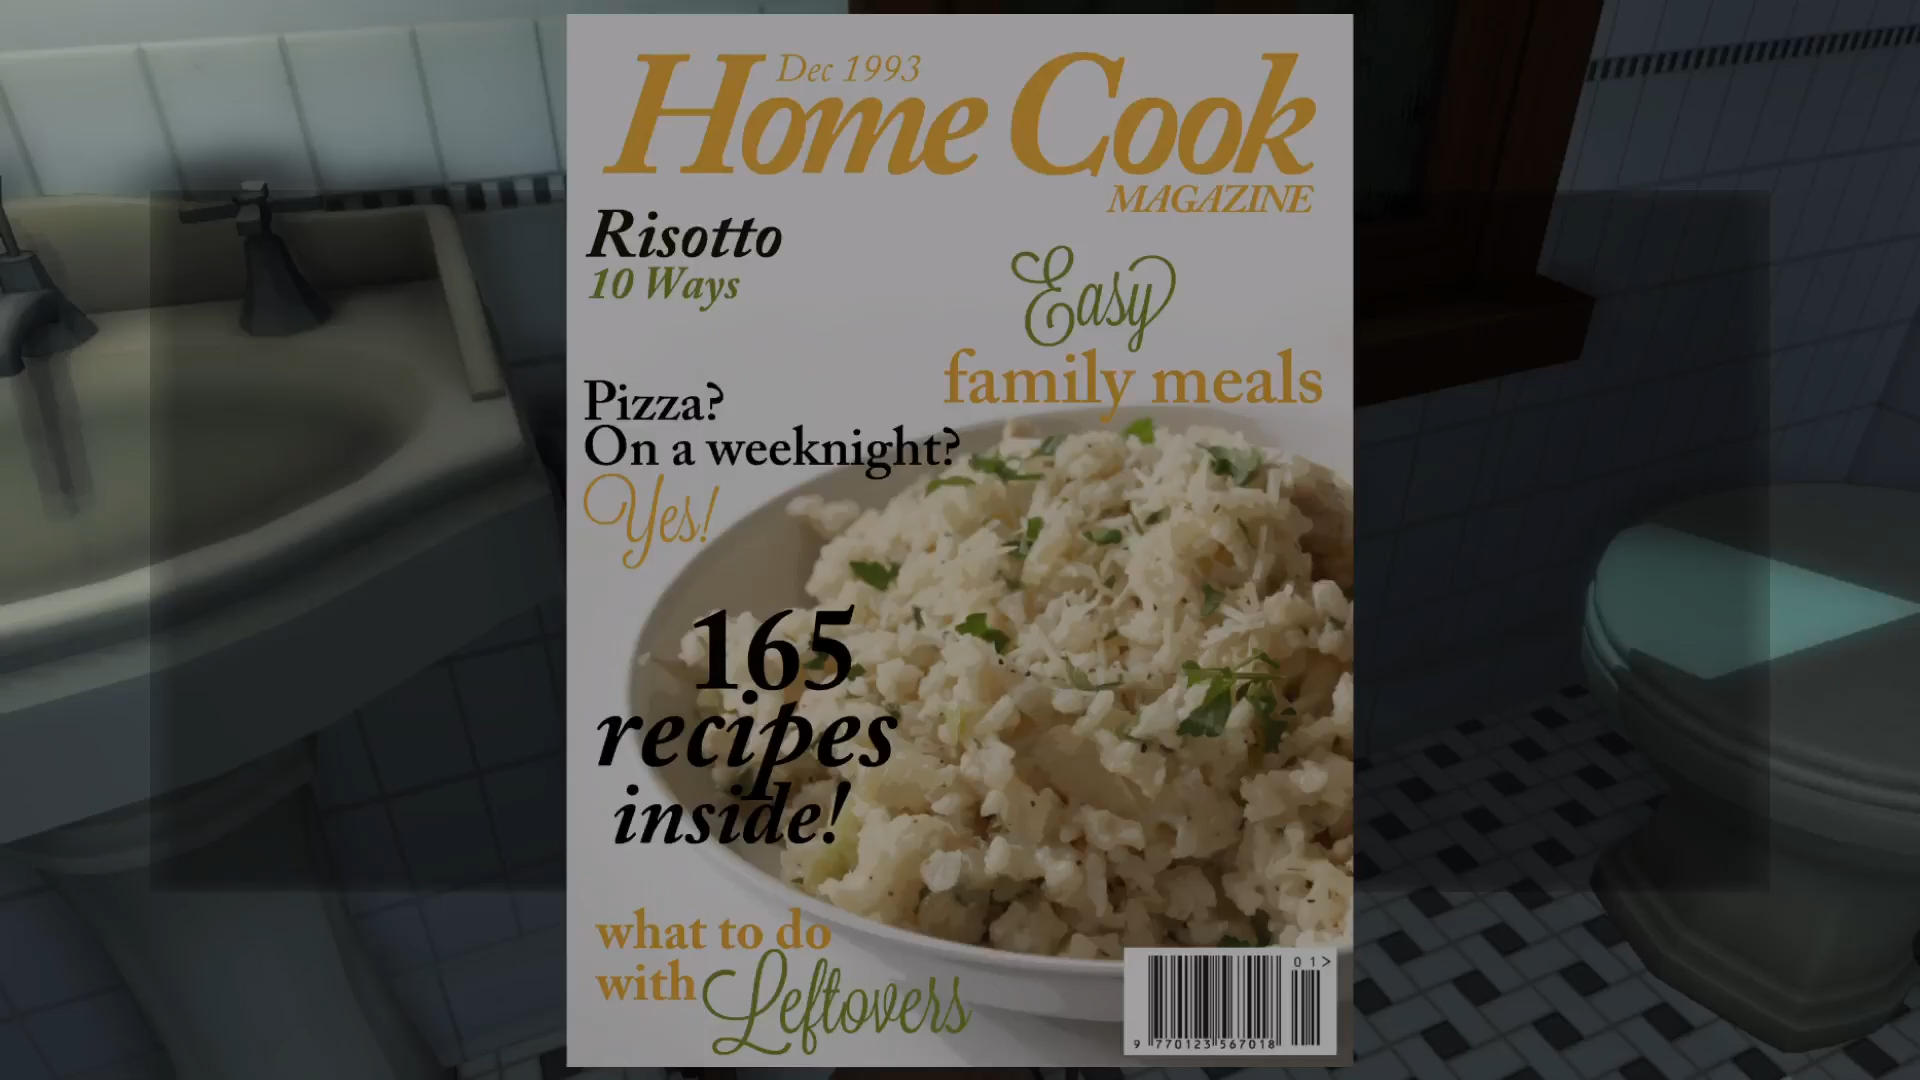 Dec 1993
Home Cook
MAGAZINE
Risotto
10 Ways
Easy
family meals
Pizza?
On a weeknight?
Yes!
165
recipes
inside!
what to do
with Leftovers
01>
9 770123 567018